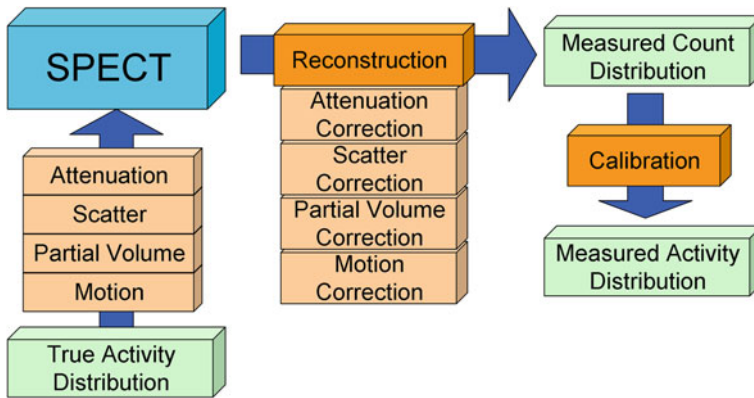 SPECT
Attenuation
Scatter
Partial Volume
Motion
True Activity
Distribution
Reconstruction
Attenuation
Correction
Scatter
Correction
Partial Volume
Correction
Motion
Correction
Measured Count
Distribution
Calibration
Measured Activity
Distribution